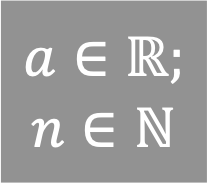 a ∈ ℝ;
n ∈ ℕ